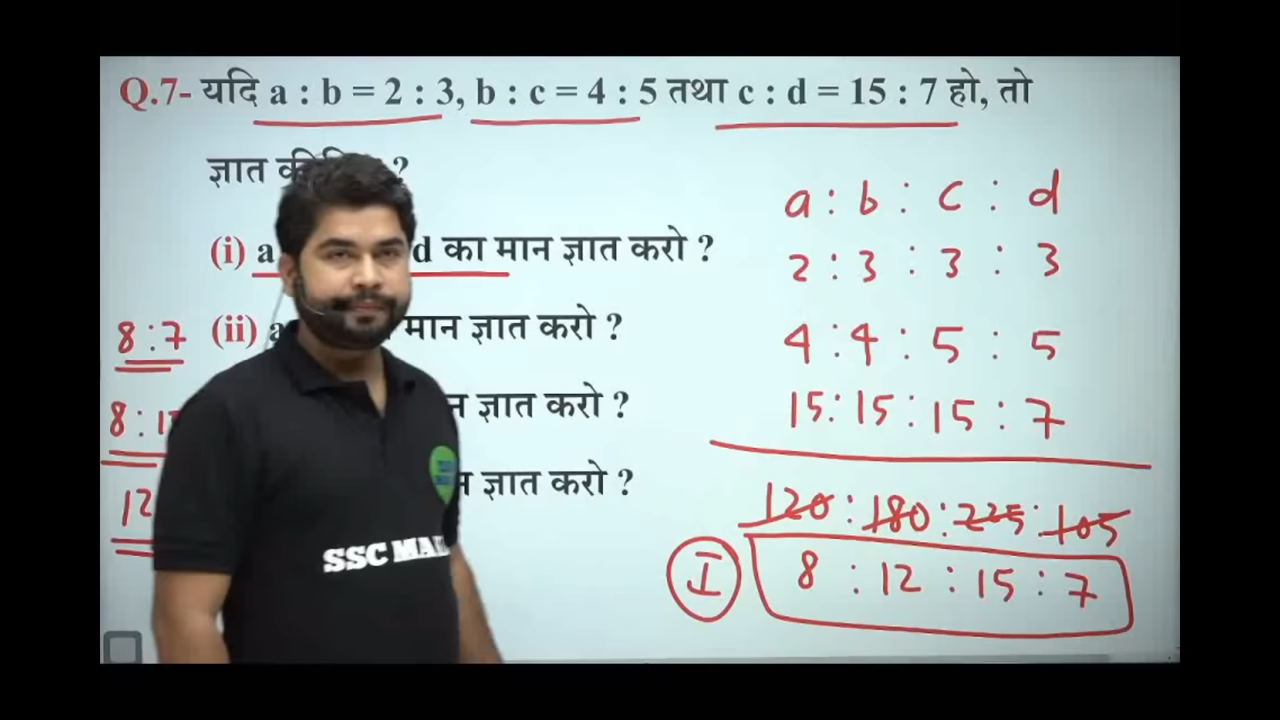 Q.7- यदि a : b = 2 : 3, b : c = 4 : 5 तथा c : d = 15 : 7 हो, तो
ज्ञात ?
(i) a d का मान ज्ञात करो ?
(ii) मान ज्ञात करो ?
ज्ञात करो ?
ज्ञात करो ?
8 : 7
8 :
12
a : b : c : d
2 : 3 : 3 : 3
4 : 4 : 5 : 5
15 : 15 : 15 : 7
120 : 180 : 225 : 105
I 8 : 12 : 15 : 7
SSC MA